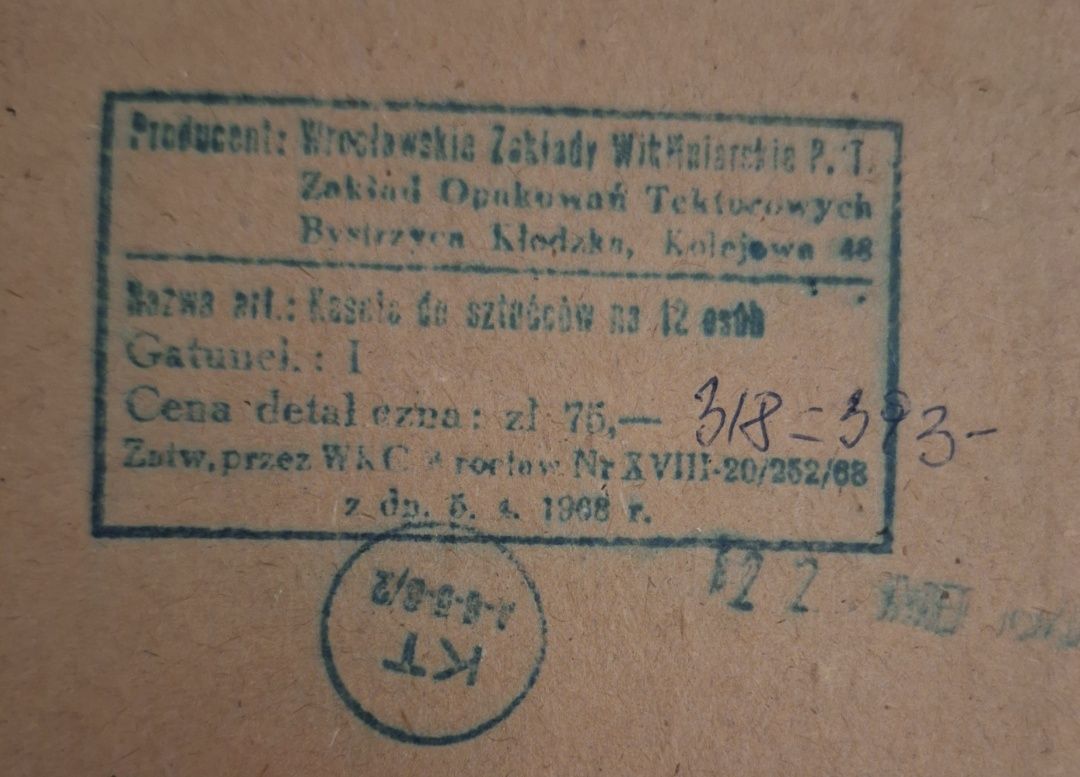 Producent: Wrocławskie Zakłady Wikliniarskie P. T.
Zakład Opakowań Tekturowych
Bystrzyca Kłodzka, Kolejowa 48
Nazwa art.: Kaseta do sztućców na 12 osób
Gatunek: I
Cena detaliczna: zł 75,— 318 = 393-
Zatw. przez WKC Wrocław Nr XVIII-20/252/68
z dn. 5. 4. 1968 r.
KT
22